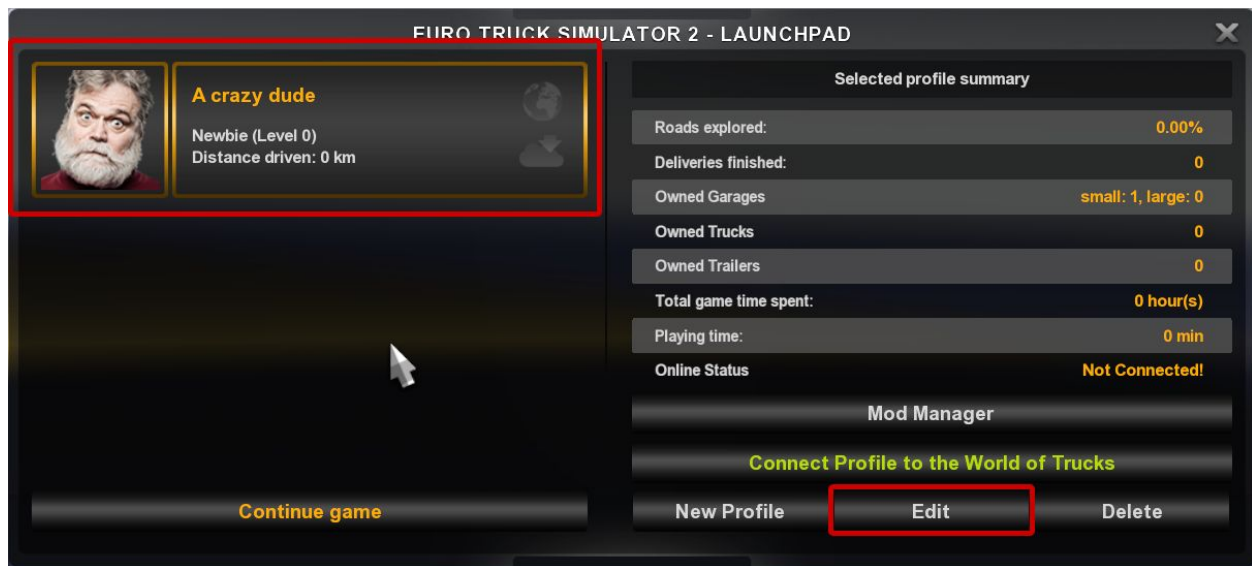 EURO TRUCK SIMULATOR 2 - LAUNCHPAD
A crazy dude
Newbie (Level 0)
Distance driven: 0 km
Continue game
Selected profile summary
Roads explored: 0.00%
Deliveries finished: 0
Owned Garages small: 1, large: 0
Owned Trucks 0
Owned Trailers 0
Total game time spent: 0 hour(s)
Playing time: 0 min
Online Status Not Connected!
Mod Manager
Connect Profile to the World of Trucks
New Profile Edit Delete